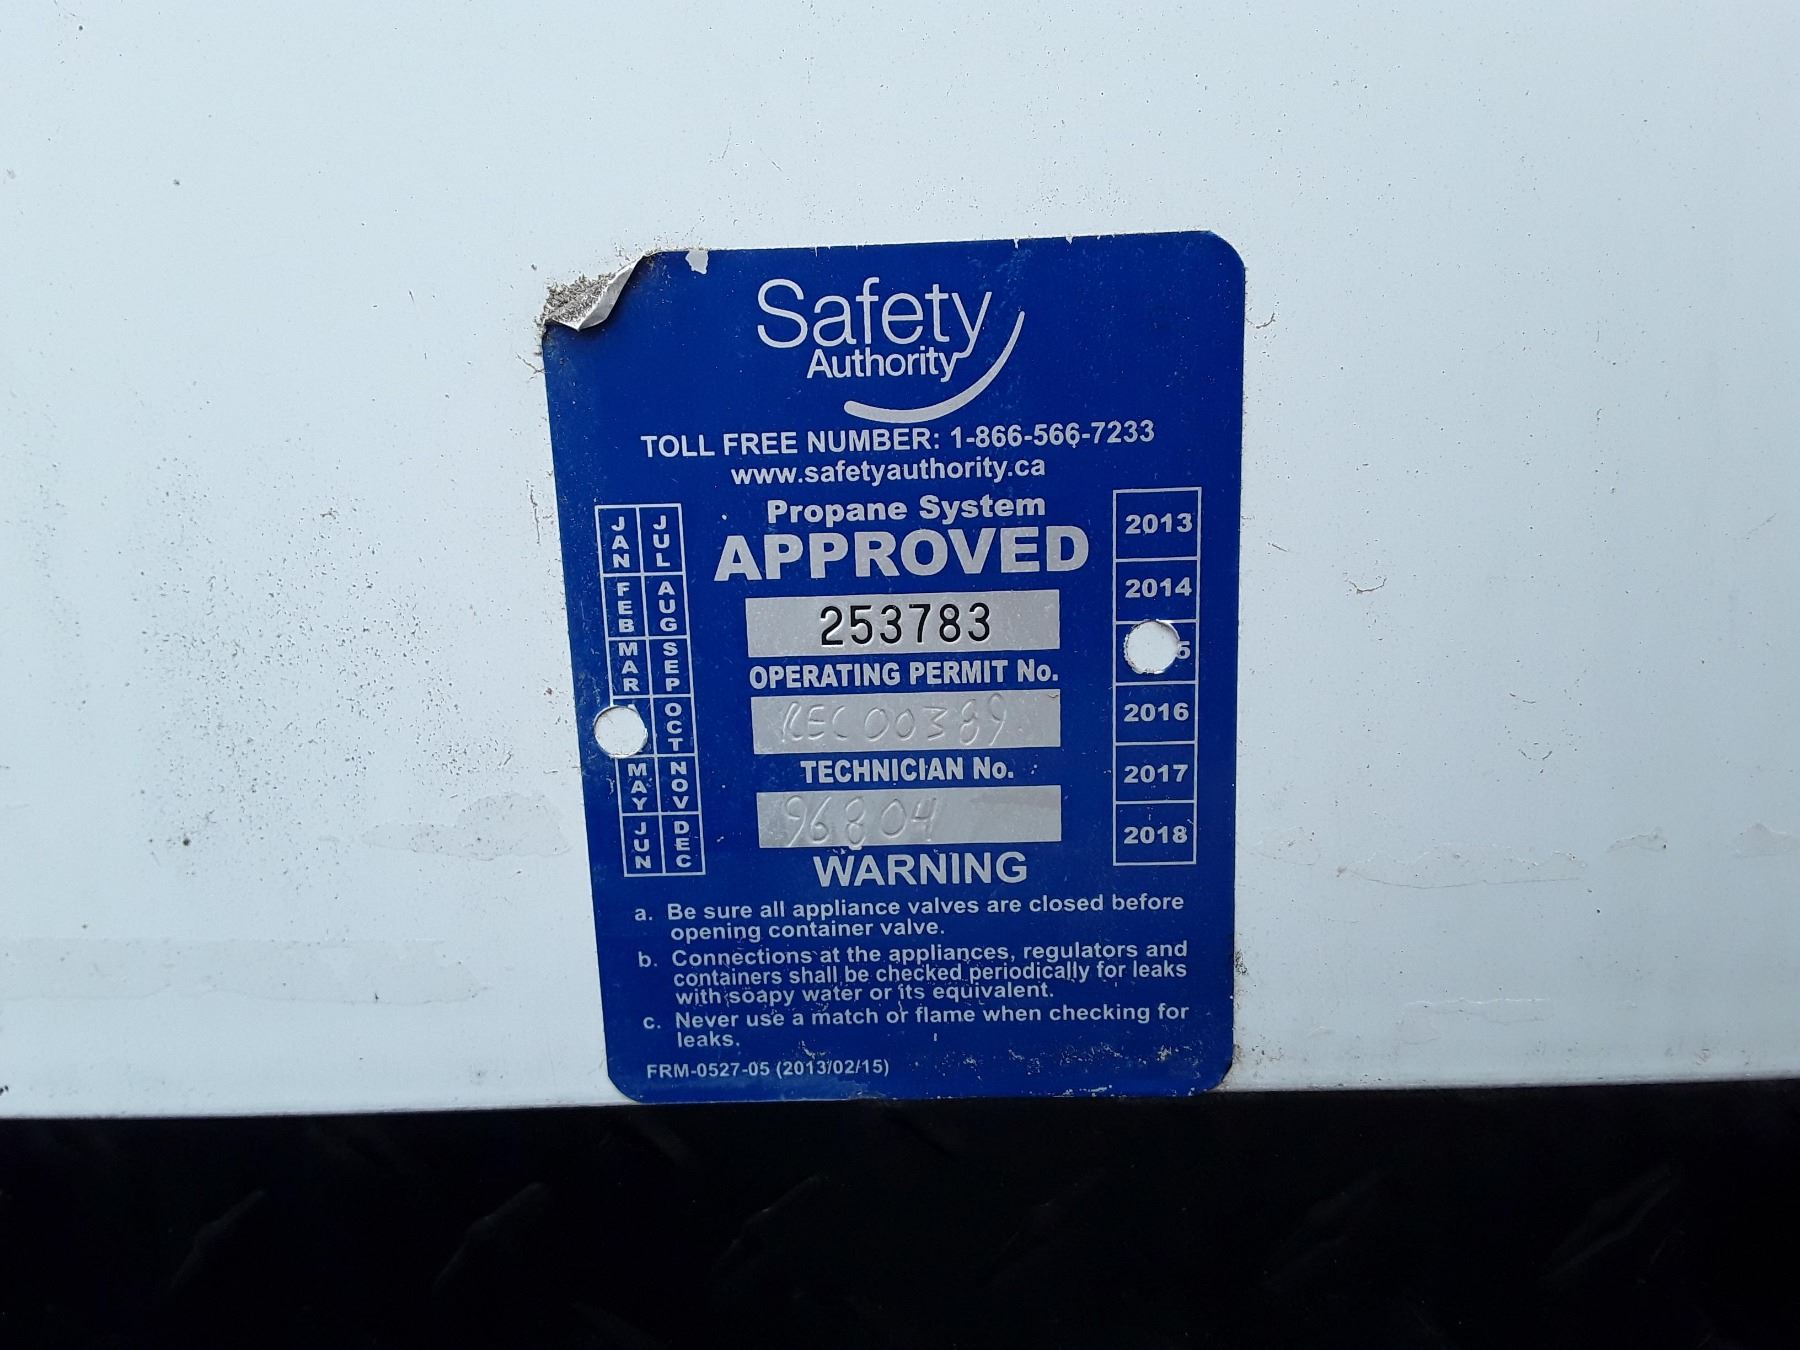 Safety
Authority
TOLL FREE NUMBER: 1-866-566-7233
www.safetyauthority.ca
Propane System
APPROVED
253783
OPERATING PERMIT No.
REC00389
TECHNICIAN No.
96804
JAN JUL
FEB AUG
MAR SEP
OCT
MAY NOV
JUN DEC
2013
2014
5
2016
2017
2018
WARNING
a. Be sure all appliance valves are closed before
opening container valve.
b. Connections at the appliances, regulators and
containers shall be checked periodically for leaks
with soapy water or its equivalent.
c. Never use a match or flame when checking for
leaks.
FRM-0527-05 (2013/02/15)